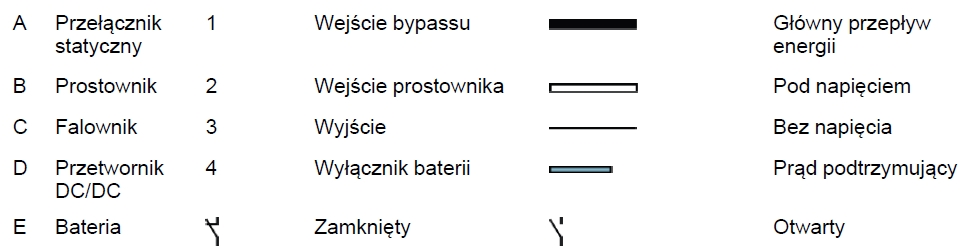 A Przełącznik 1 Wejście bypassu Główny przepływ
statyczny energii
B Prostownik 2 Wejście prostownika Pod napięciem
C Falownik 3 Wyjście Bez napięcia
D Przetwornik 4 Wyłącznik baterii Prąd podtrzymujący
DC/DC
E Bateria Zamknięty Otwarty